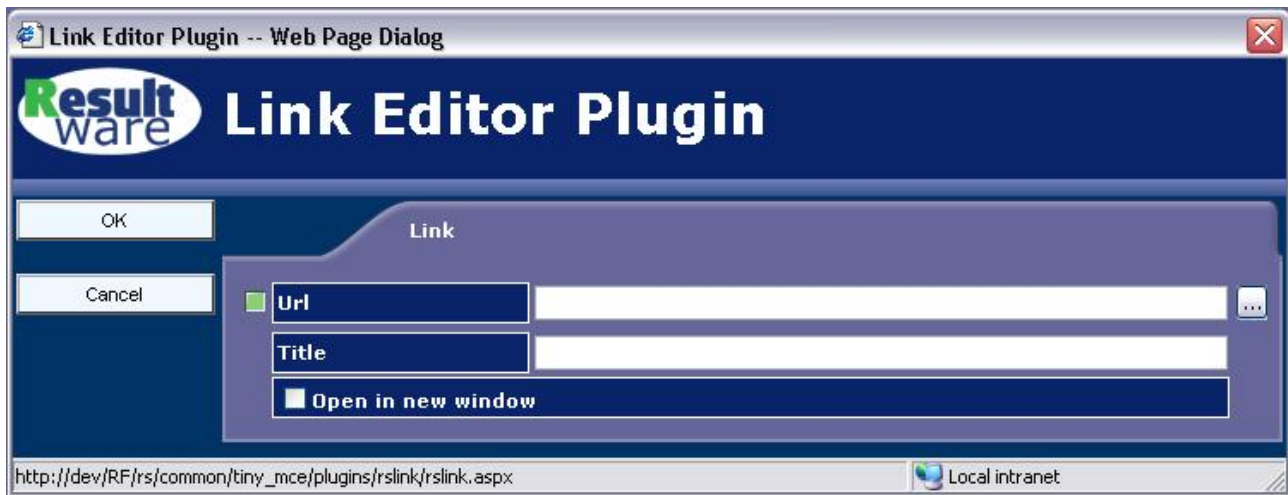 Link Editor Plugin -- Web Page Dialog
Result
ware
Link Editor Plugin
OK
Link
Cancel
Url
...
Title
Open in new window
http://dev/RF/rs/common/tiny_mce/plugins/rslink/rslink.aspx
Local intranet